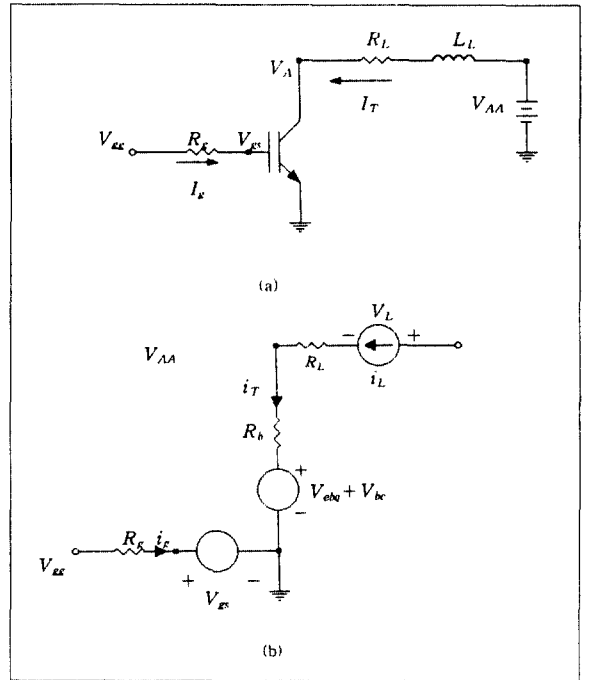 R_L L_L
V_A
I_T V_AA
V_gg R_g V_gs
I_g
(a)
V_L
V_AA - +
R_L i_L
i_T
R_b
+
V_ebq + V_bc
-
R_g i_g
V_gg + -
V_gs
(b)